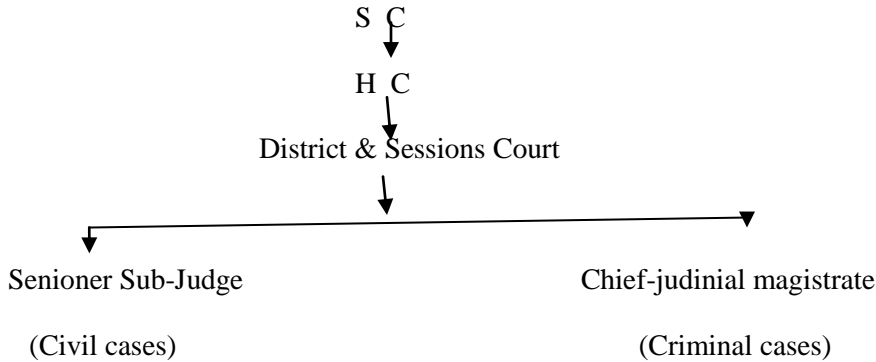 S C
H C
District & Sessions Court
Senioner Sub-Judge Chief-judinial magistrate
(Civil cases) (Criminal cases)